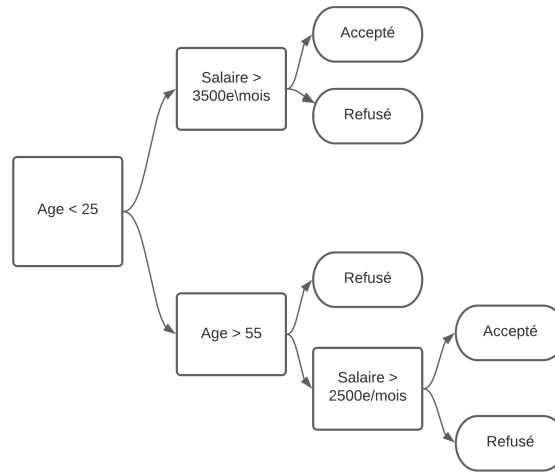 Accepté
Salaire >
3500e\mois
Refusé
Age < 25
Refusé
Age > 55
Accepté
Salaire >
2500e/mois
Refusé